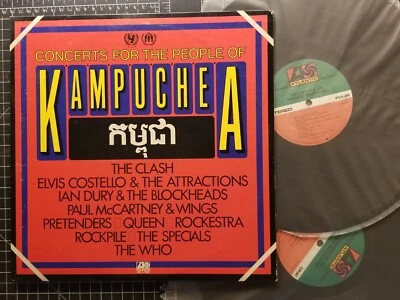 CONCERTS FOR THE PEOPLE OF
KAMPUCHEA
កម្ពុជា
THE CLASH
ELVIS COSTELLO & THE ATTRACTIONS
IAN DURY & THE BLOCKHEADS
PAUL McCARTNEY & WINGS
PRETENDERS QUEEN ROCKESTRA
ROCKPILE THE SPECIALS
THE WHO
ATLANTIC